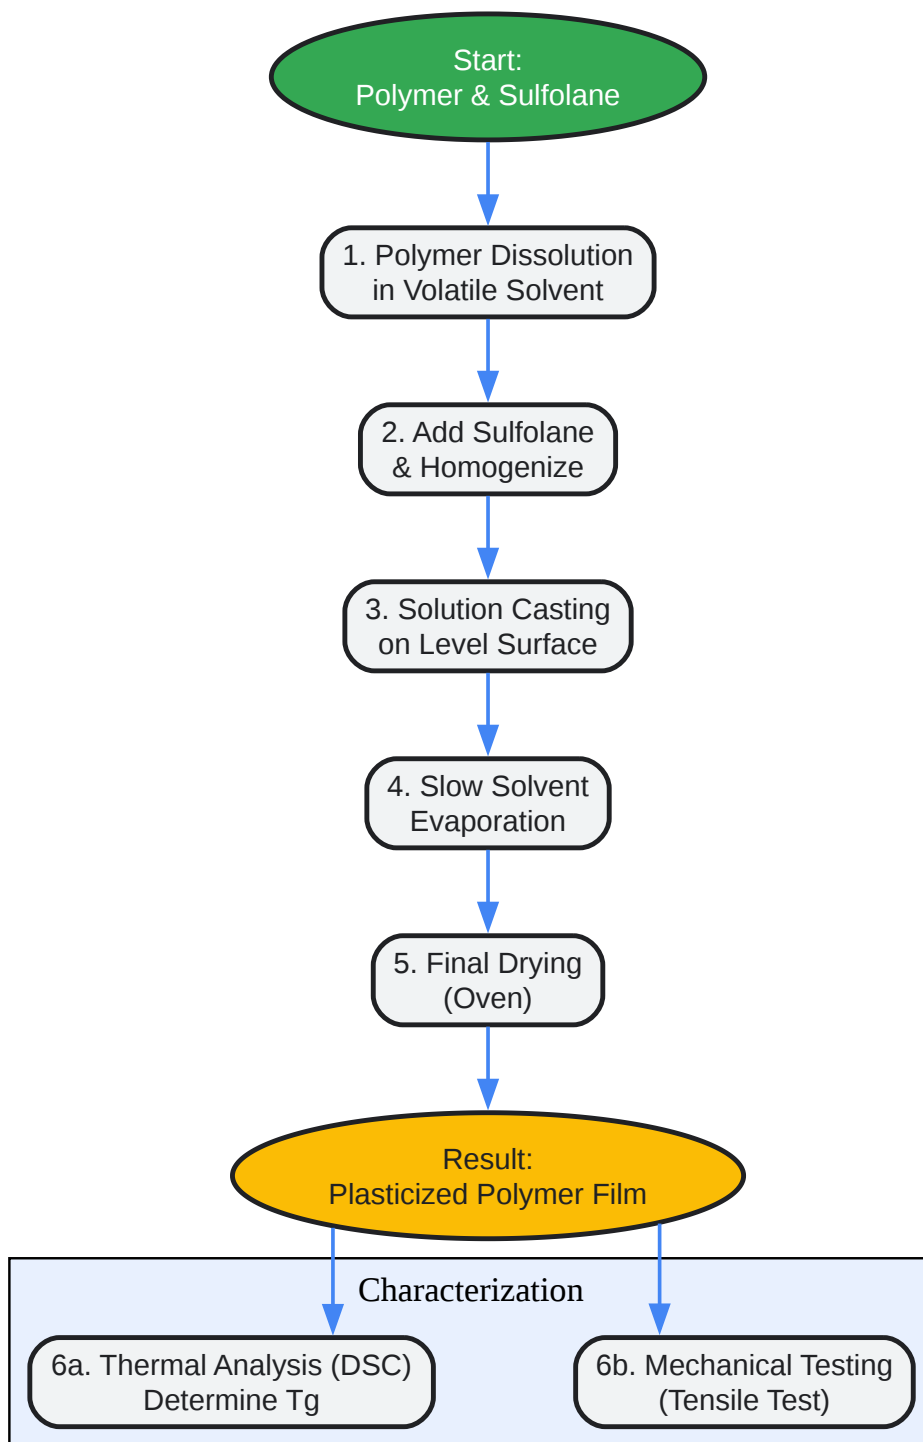 Start:
Polymer & Sulfolane
1. Polymer Dissolution
in Volatile Solvent
2. Add Sulfolane
& Homogenize
3. Solution Casting
on Level Surface
4. Slow Solvent
Evaporation
5. Final Drying
(Oven)
Result:
Plasticized Polymer Film
Characterization
6a. Thermal Analysis (DSC)
Determine Tg
6b. Mechanical Testing
(Tensile Test)